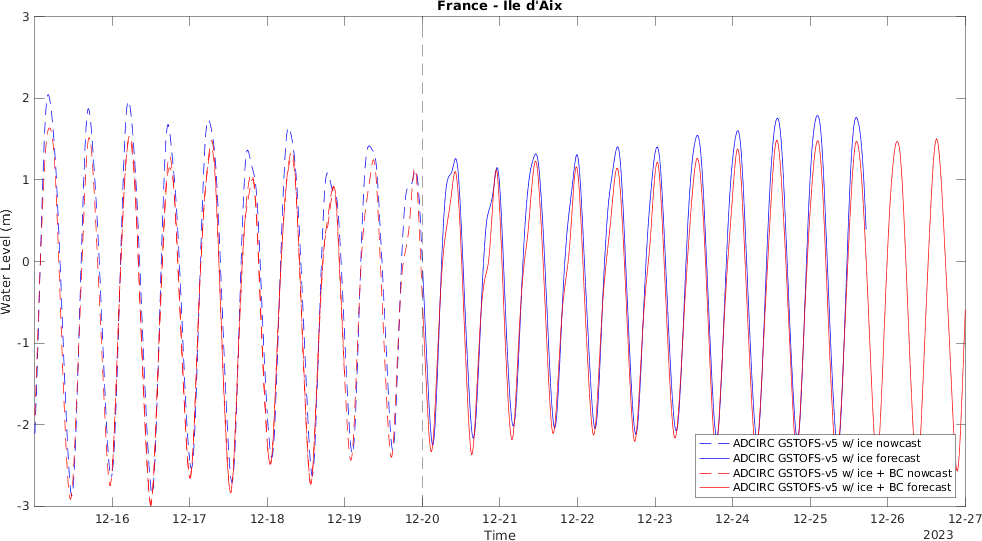 France - Ile d'Aix
Water Level (m)
3
2
1
0
-1
-2
-3
12-16
12-17
12-18
12-19
12-20
12-21
12-22
12-23
12-24
12-25
12-26
12-27
2023
Time
ADCIRC GSTOFS-v5 w/ ice nowcast
ADCIRC GSTOFS-v5 w/ ice forecast
ADCIRC GSTOFS-v5 w/ ice + BC nowcast
ADCIRC GSTOFS-v5 w/ ice + BC forecast